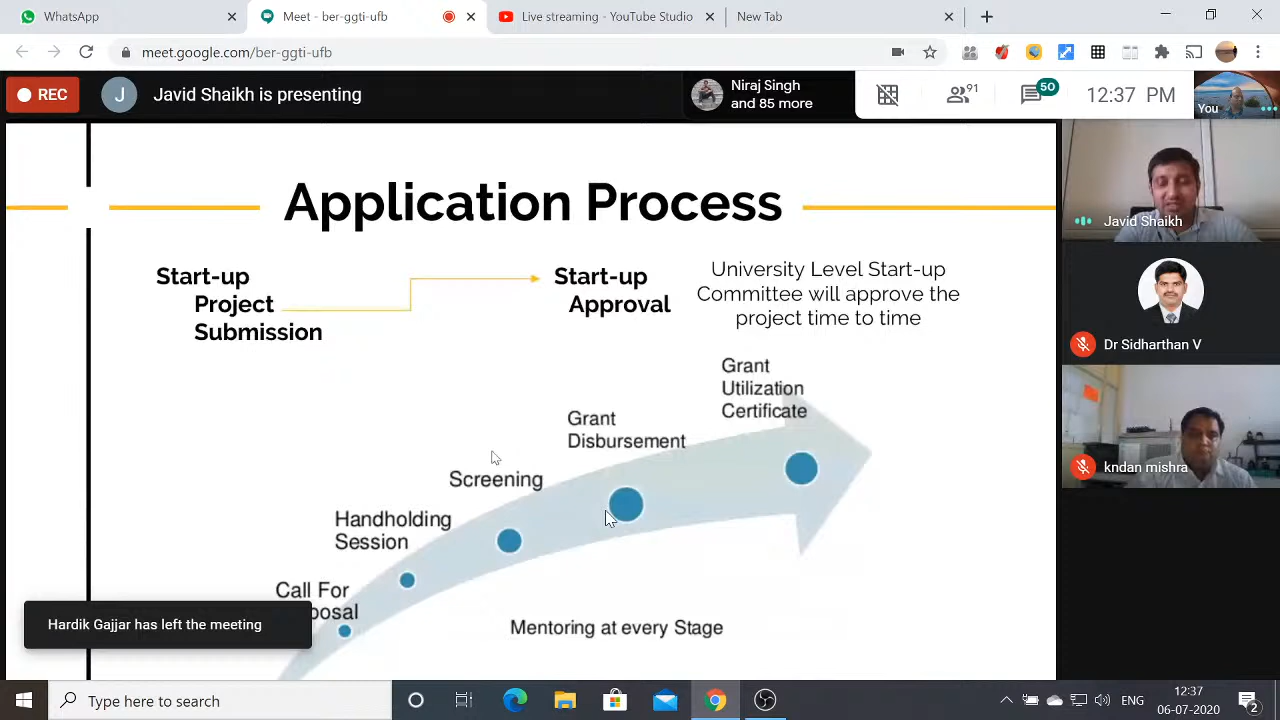 WhatsApp
Meet - ber-ggti-ufb
Live streaming - YouTube Studio
New Tab
meet.google.com/ber-ggti-ufb
REC
J
Javid Shaikh is presenting
Niraj Singh
and 85 more
91
50
12:37 PM
You
Application Process
Start-up
Project
Submission
Start-up
Approval
University Level Start-up
Committee will approve the
project time to time
Grant
Utilization
Certificate
Grant
Disbursement
Screening
Handholding
Session
Call For
posal
Mentoring at every Stage
Hardik Gajjar has left the meeting
Javid Shaikh
Dr Sidharthan V
kndan mishra
Type here to search
ENG
12:37
06-07-2020
2